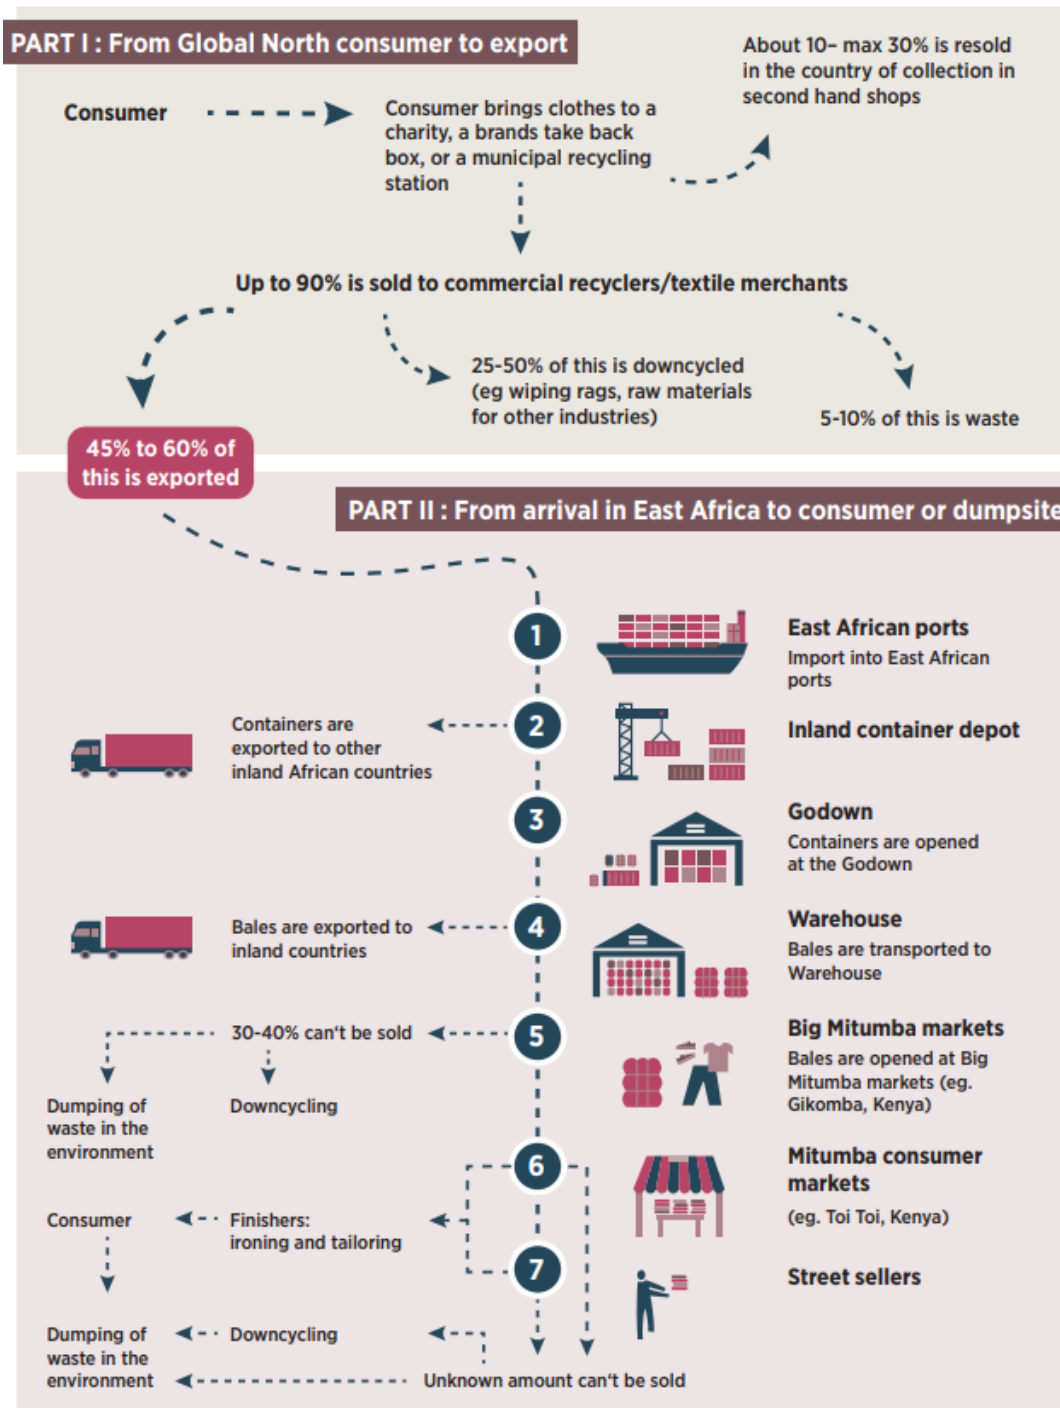 PART I : From Global North consumer to export
About 10– max 30% is resold
in the country of collection in
second hand shops
Consumer
Consumer brings clothes to a
charity, a brands take back
box, or a municipal recycling
station
Up to 90% is sold to commercial recyclers/textile merchants
25-50% of this is downcycled
(eg wiping rags, raw materials
for other industries)
5-10% of this is waste
45% to 60% of
this is exported
PART II : From arrival in East Africa to consumer or dumpsite
1
East African ports
Import into East African
ports
Containers are
exported to other
inland African countries
2
Inland container depot
3
Godown
Containers are opened
at the Godown
Bales are exported to
inland countries
4
Warehouse
Bales are transported to
Warehouse
30-40% can't be sold
5
Big Mitumba markets
Bales are opened at Big
Mitumba markets (eg.
Gikomba, Kenya)
Dumping of
waste in the
environment
Downcycling
6
Mitumba consumer
markets
(eg. Toi Toi, Kenya)
Consumer
Finishers:
ironing and tailoring
7
Street sellers
Dumping of
waste in the
environment
Downcycling
Unknown amount can't be sold